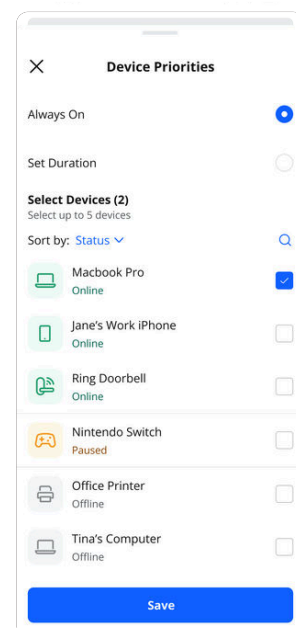 Device Priorities
Always On
Set Duration
Select Devices (2)
Select up to 5 devices
Sort by: Status
Macbook Pro
Online
Jane's Work iPhone
Online
Ring Doorbell
Online
Nintendo Switch
Paused
Office Printer
Offline
Tina's Computer
Offline
Save